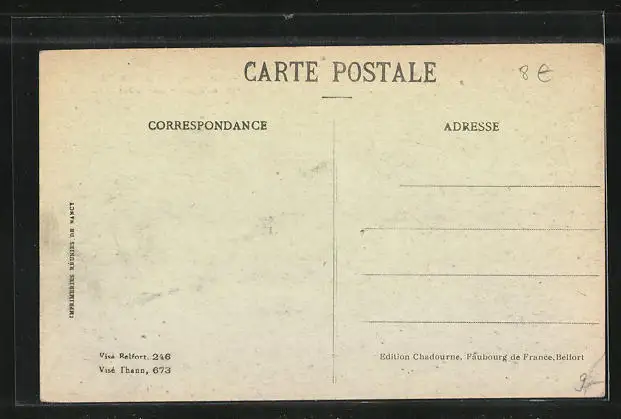 CARTE POSTALE
8€
CORRESPONDANCE
ADRESSE
IMPRIMERIES RÉUNIES DE NANCY
Visé Belfort, 246
Visé Thann, 673
Edition Chadourne, Faubourg de France, Belfort